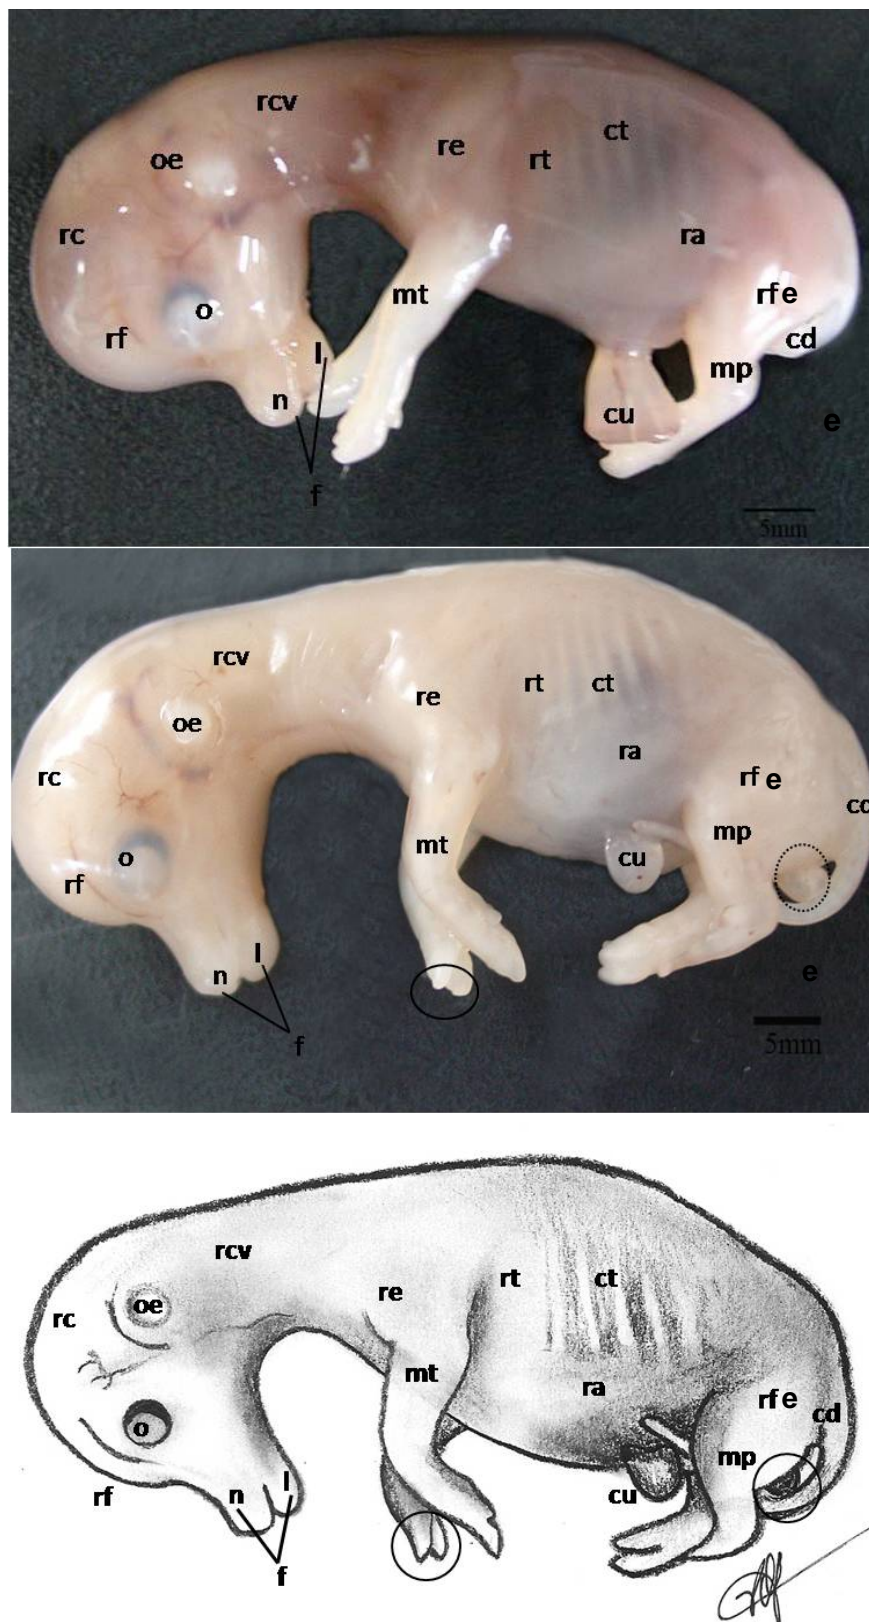 rcv
oe
re
rt
ct
rc
ra
mt
rf e
o
rf
cd
l
mp
n
cu
e
f
5mm
rcv
rt
ct
re
oe
ra
rc
rf e
cd
mp
o
mt
cu
rf
l
n
e
f
5mm
rcv
re
rt
ct
oe
rc
mt
ra
rf e
cd
o
mp
rf
n
l
cu
f